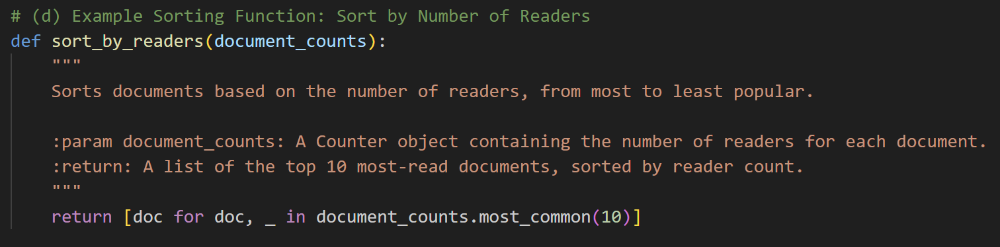 # (d) Example Sorting Function: Sort by Number of Readers
def sort_by_readers(document_counts):
    """
    Sorts documents based on the number of readers, from most to least popular.

    :param document_counts: A Counter object containing the number of readers for each document.
    :return: A list of the top 10 most-read documents, sorted by reader count.
    """
    return [doc for doc, _ in document_counts.most_common(10)]